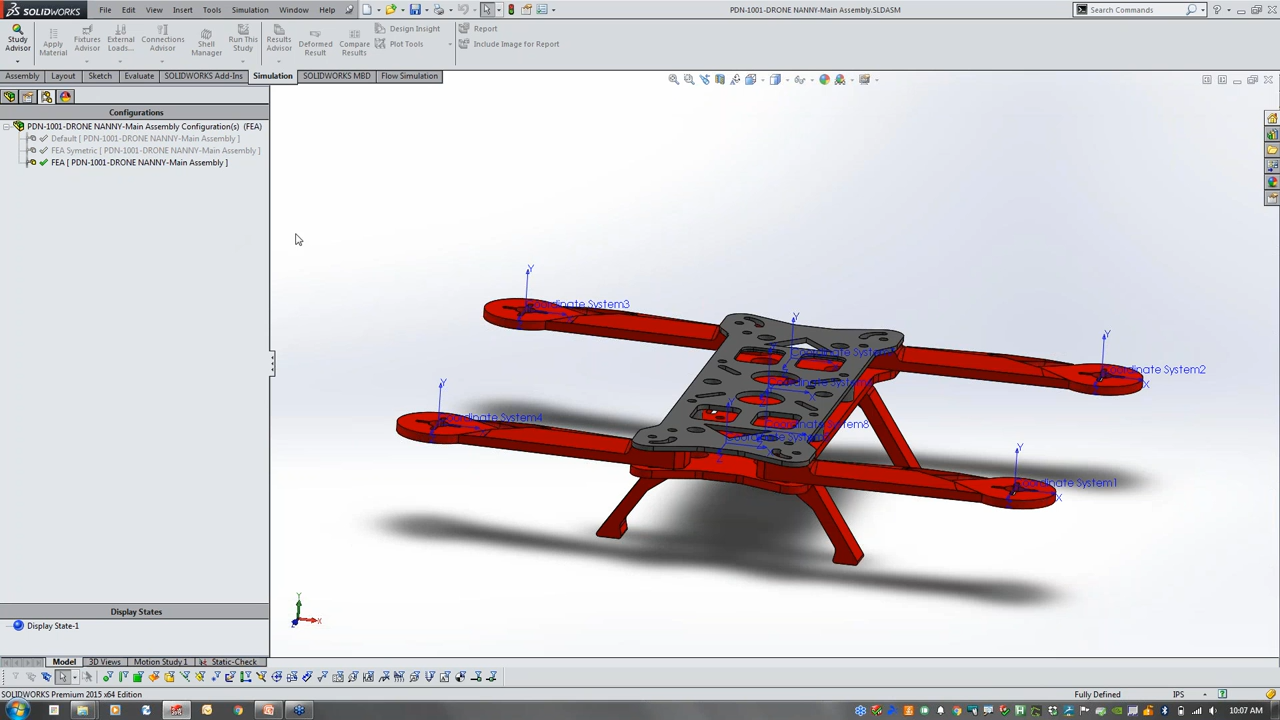 SOLIDWORKS
File Edit View Insert Tools Simulation Window Help
PDN-1001-DRONE NANNY-Main Assembly.SLDASM
Search Commands
Study Advisor
Apply Material
Fixtures Advisor
External Loads...
Connections Advisor
Shell Manager
Run This Study
Results Advisor
Deformed Result
Compare Results
Design Insight
Plot Tools
Report
Include Image for Report
Assembly Layout Sketch Evaluate SOLIDWORKS Add-Ins Simulation SOLIDWORKS MBD Flow Simulation
Configurations
PDN-1001-DRONE NANNY-Main Assembly Configuration(s) (FEA)
Default [ PDN-1001-DRONE NANNY-Main Assembly ]
FEA Symetric [ PDN-1001-DRONE NANNY-Main Assembly ]
FEA [ PDN-1001-DRONE NANNY-Main Assembly ]
Y
Coordinate System3
Y
Y
Coordinate System2
X
Y
Coordinate System4
Coordinate System8
Y
Coordinate System1
X
Y
X
Z
Display States
Display State-1
Model 3D Views Motion Study 1 Static-Check
SOLIDWORKS Premium 2015 x64 Edition
Fully Defined
IPS
10:07 AM